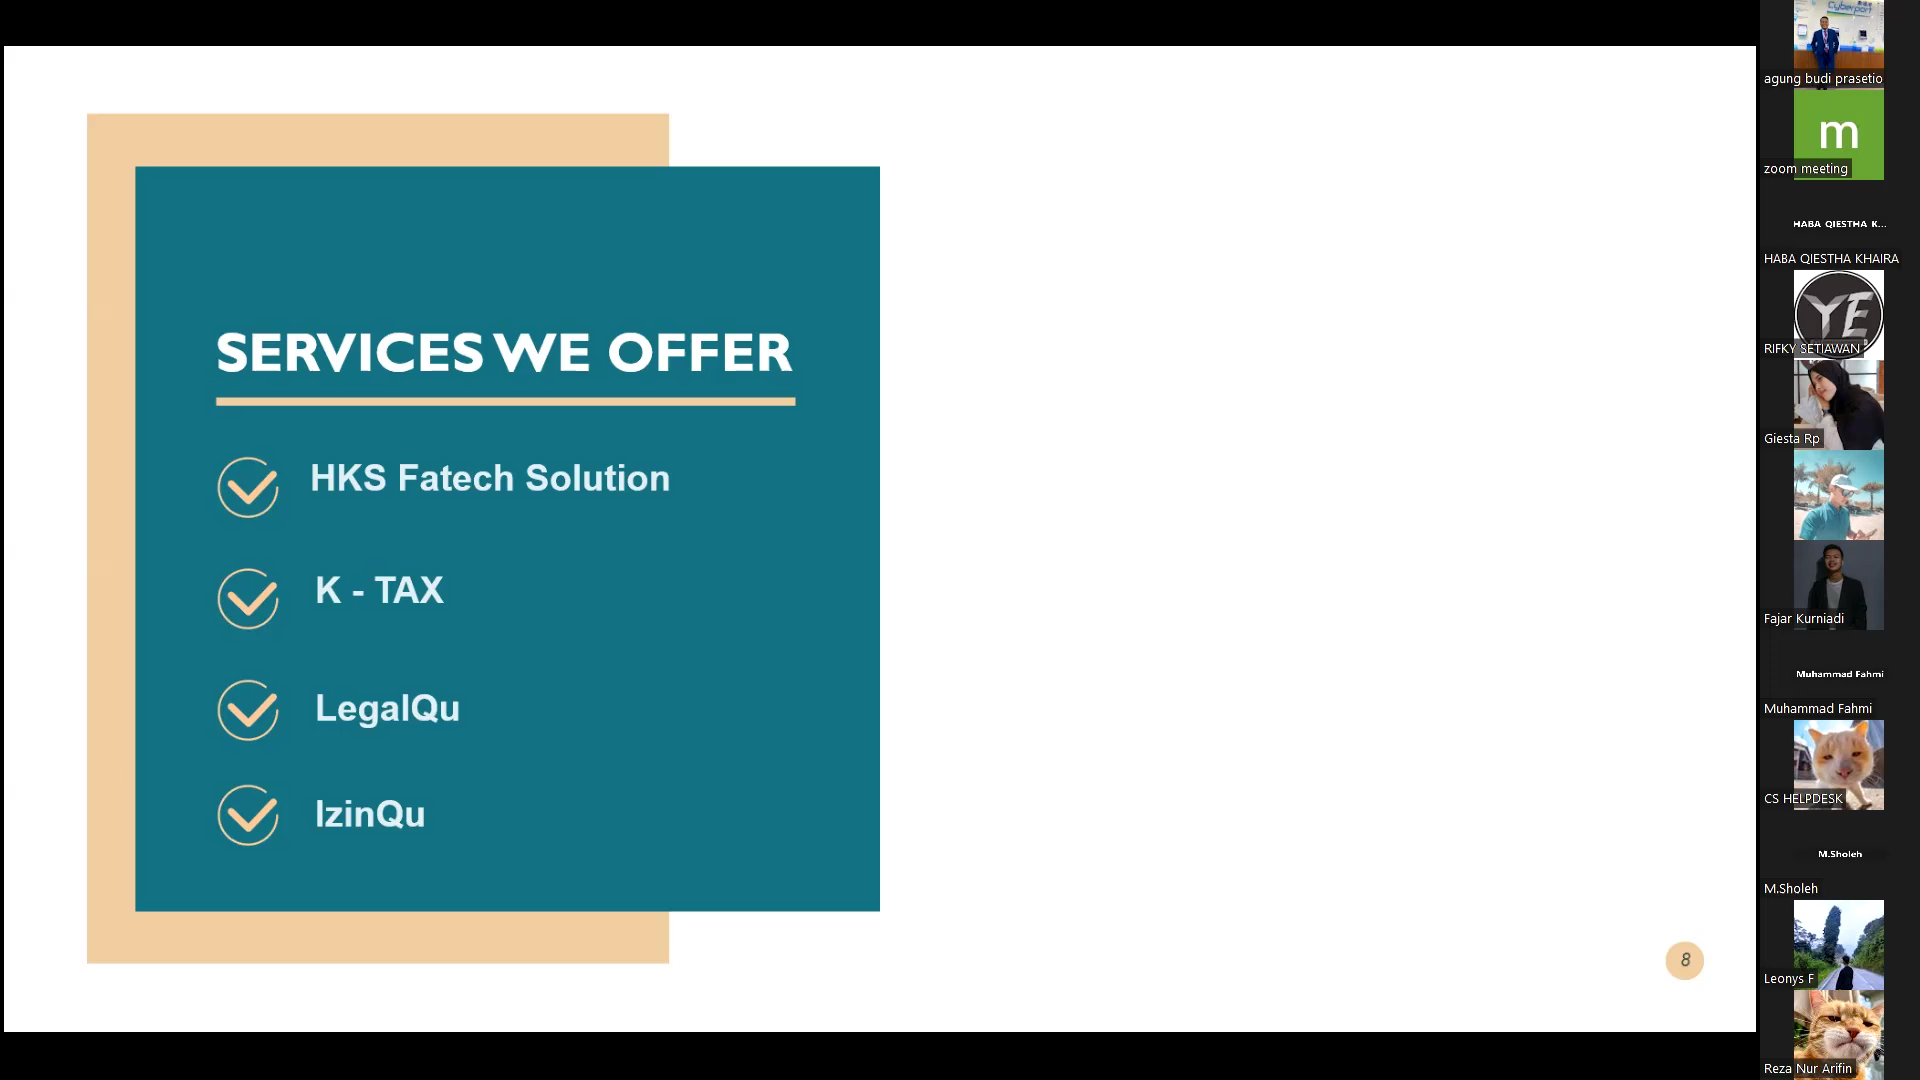 SERVICES WE OFFER
HKS Fatech Solution
K - TAX
LegalQu
IzinQu
8
Cyberport
agung budi prasetio
m
zoom meeting
HABA QIESTHA K...
HABA QIESTHA KHAIRA
YE
RIFKY SETIAWAN
Giesta Rp
Fajar Kurniadi
Muhammad Fahmi
Muhammad Fahmi
CS HELPDESK
M.Sholeh
M.Sholeh
Leonys F
Reza Nur Arifin